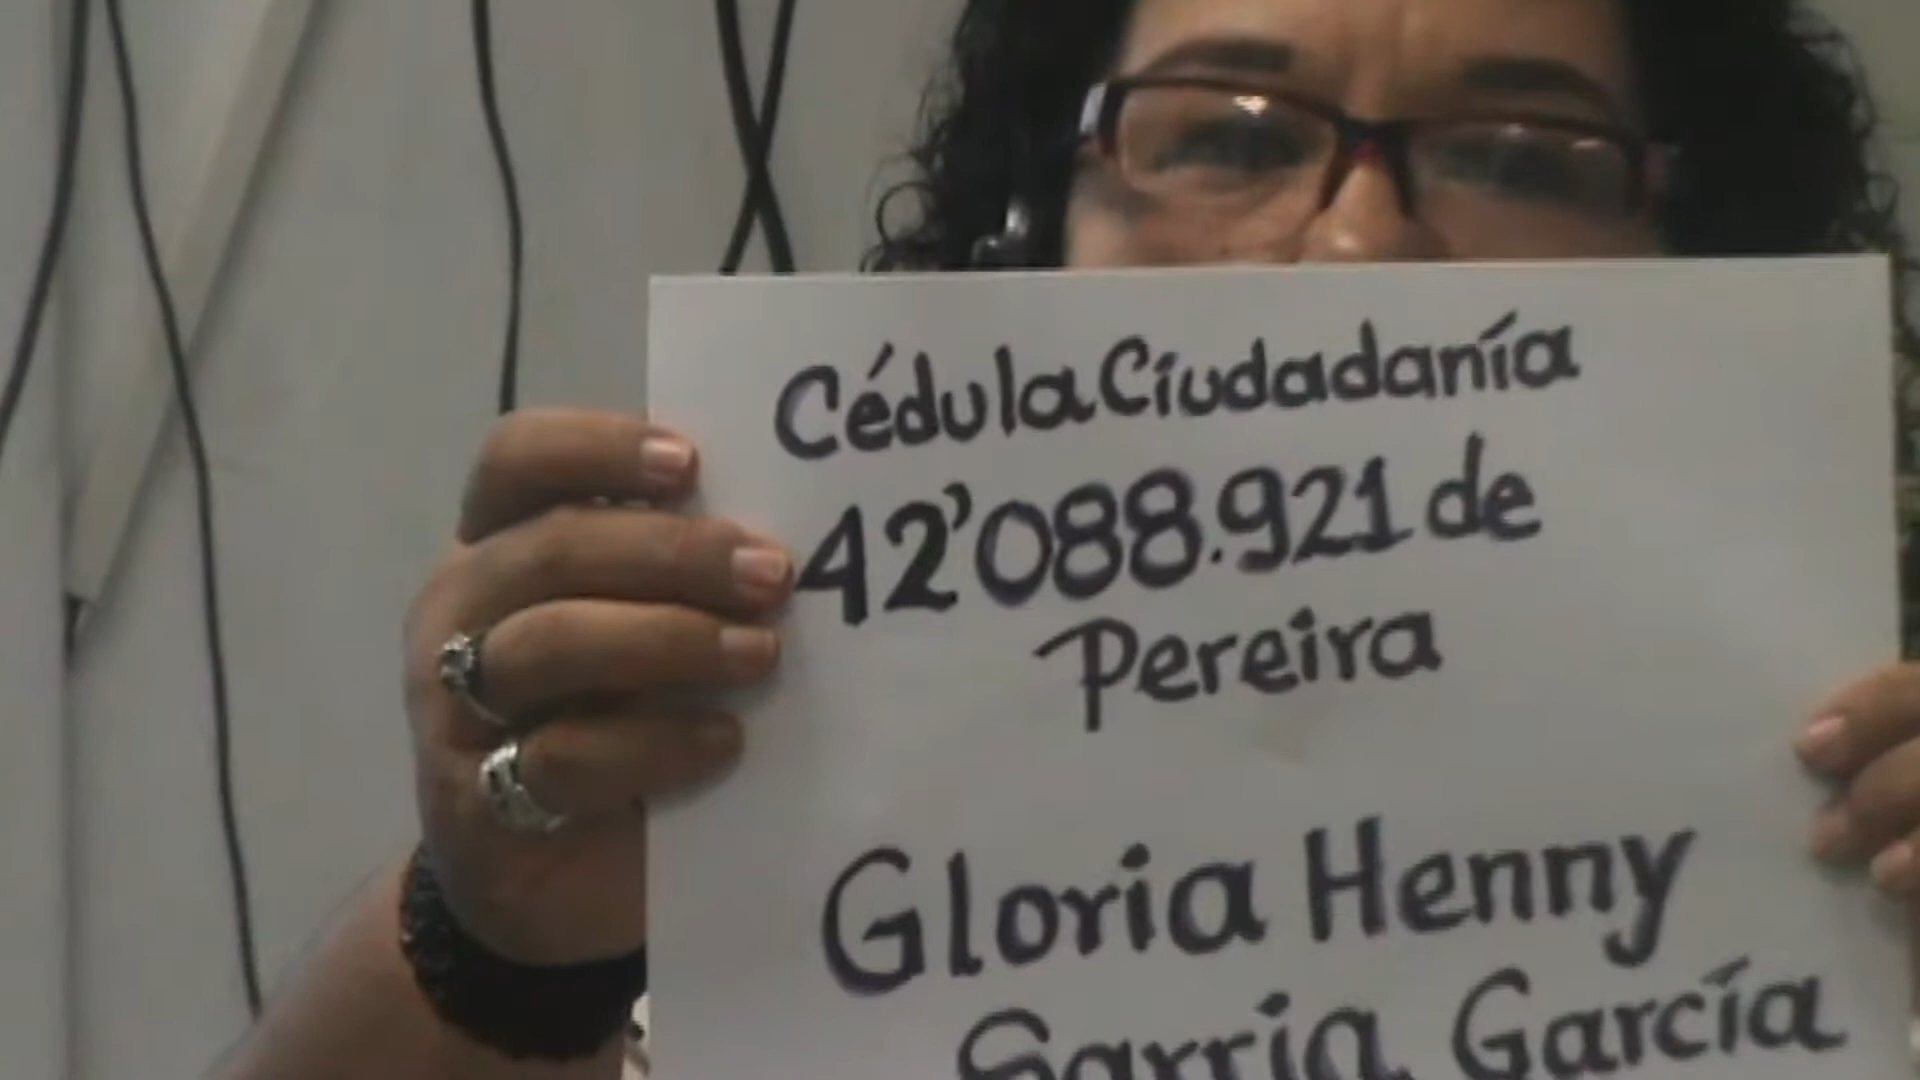 Cédula Ciudadanía
42'088.921 de
Pereira
Gloria Henny
Sarria García